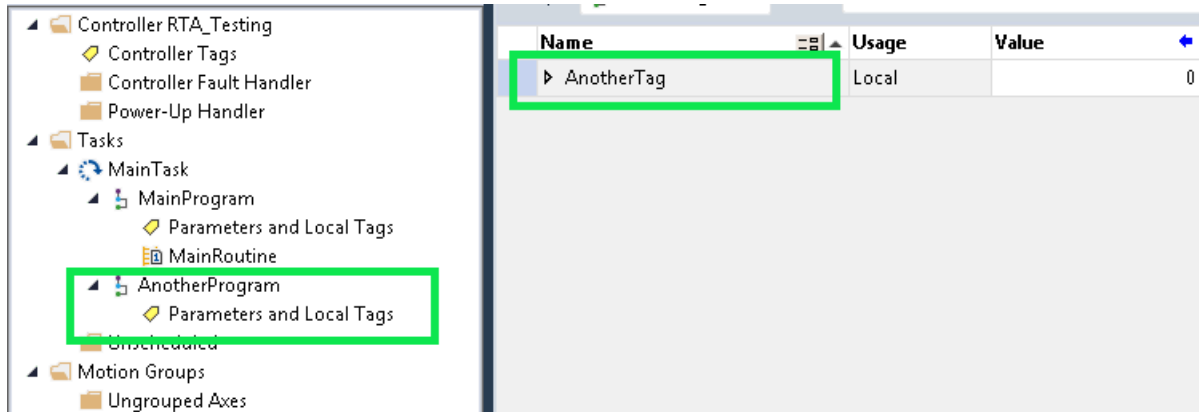 Controller RTA_Testing
Controller Tags
Controller Fault Handler
Power-Up Handler
Tasks
MainTask
MainProgram
Parameters and Local Tags
MainRoutine
AnotherProgram
Parameters and Local Tags
Unscheduled
Motion Groups
Ungrouped Axes
Name Usage Value
AnotherTag Local 0